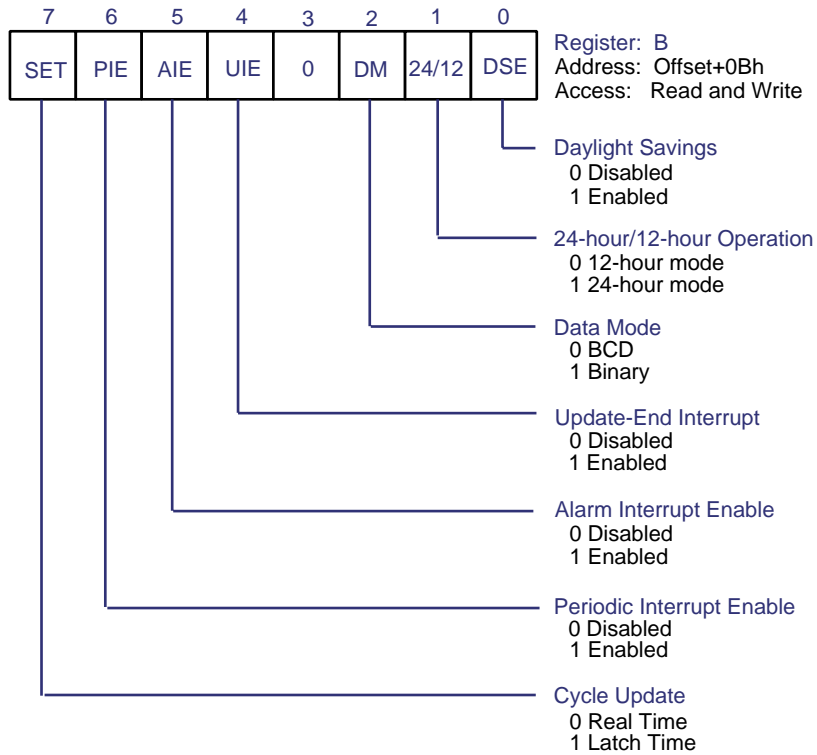 7 6 5 4 3 2 1 0
SET PIE AIE UIE 0 DM 24/12 DSE
Register: B
Address: Offset+0Bh
Access: Read and Write
Daylight Savings
0 Disabled
1 Enabled
24-hour/12-hour Operation
0 12-hour mode
1 24-hour mode
Data Mode
0 BCD
1 Binary
Update-End Interrupt
0 Disabled
1 Enabled
Alarm Interrupt Enable
0 Disabled
1 Enabled
Periodic Interrupt Enable
0 Disabled
1 Enabled
Cycle Update
0 Real Time
1 Latch Time